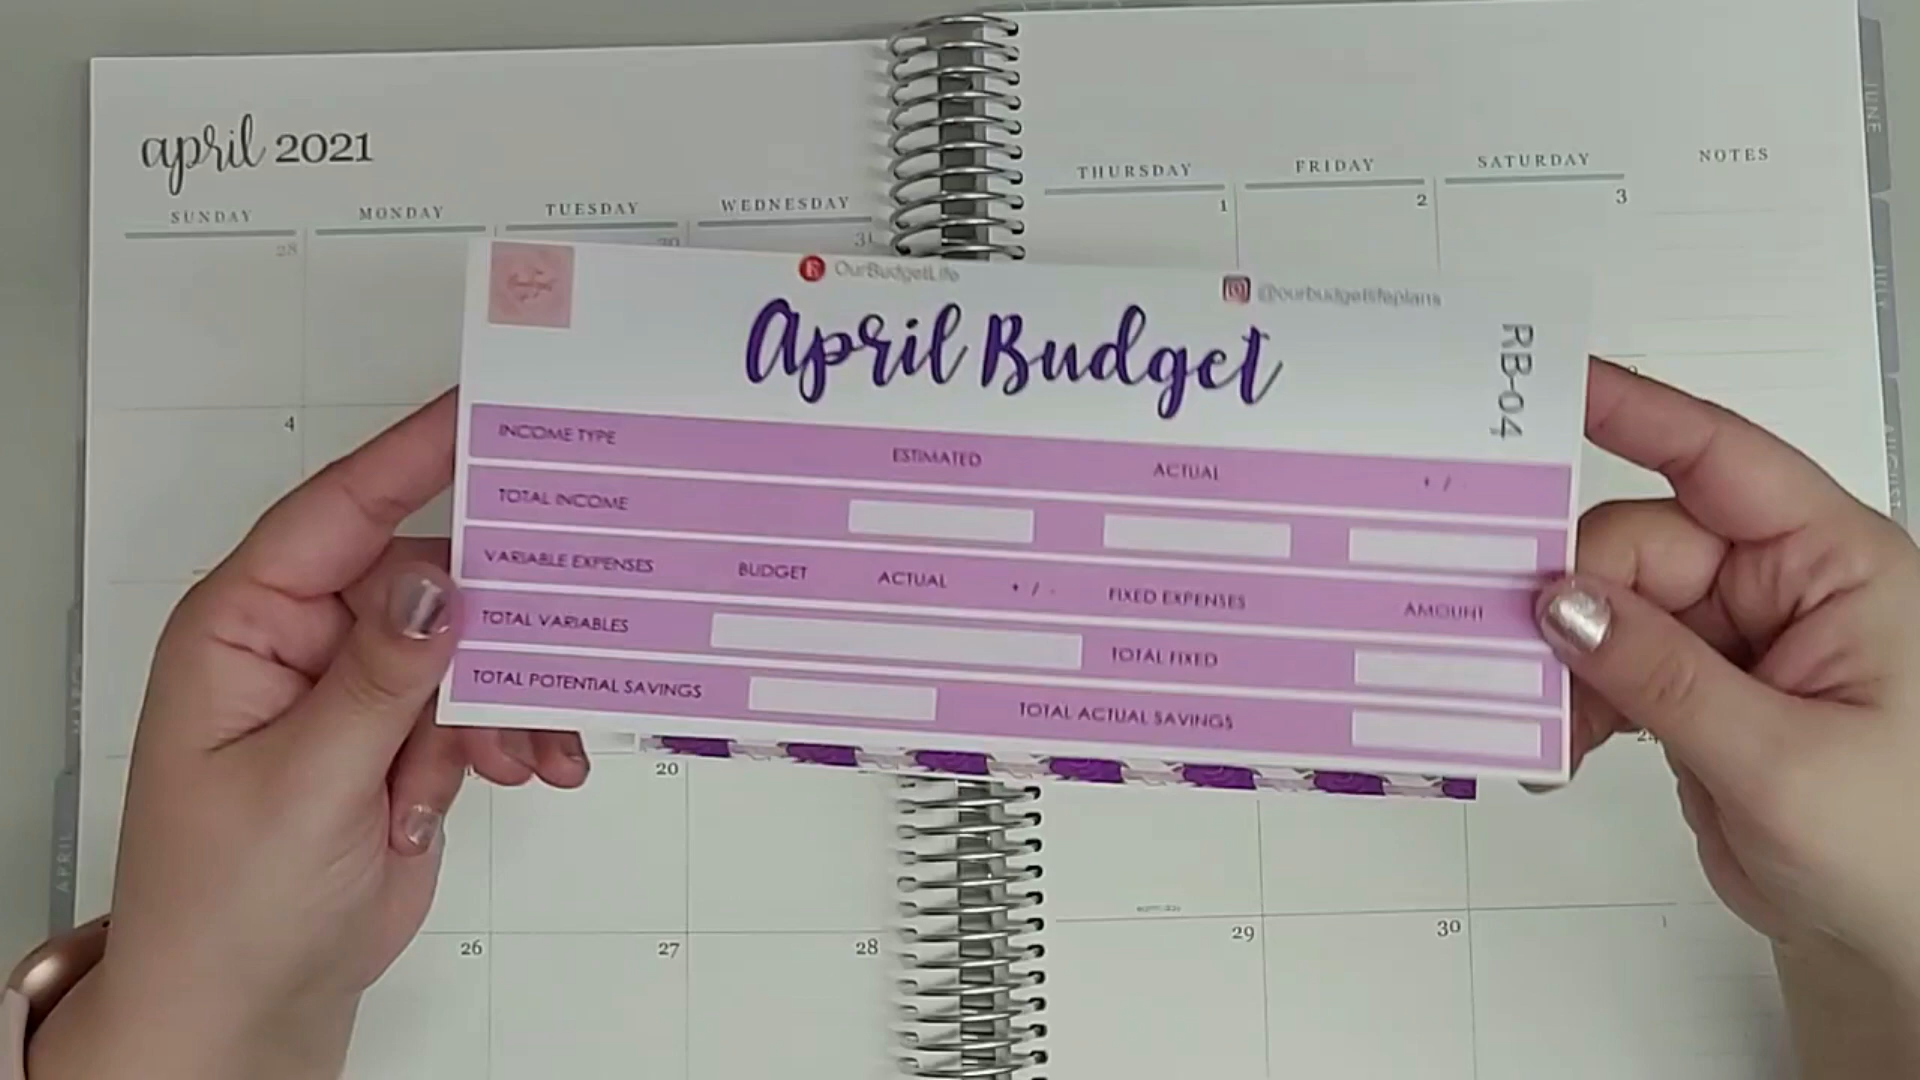 april 2021
SUNDAY MONDAY TUESDAY WEDNESDAY THURSDAY FRIDAY SATURDAY NOTES
28 30 31 1 2 3
4
OurBudgetLife
@ourbudgetlifeplans
April Budget
RB-04
INCOME TYPE ESTIMATED ACTUAL + /
TOTAL INCOME
VARIABLE EXPENSES BUDGET ACTUAL + / - FIXED EXPENSES AMOUNT
TOTAL VARIABLES TOTAL FIXED
TOTAL POTENTIAL SAVINGS TOTAL ACTUAL SAVINGS
20
26 27 28 29 30 1
MARCH
APRIL
JUNE
JULY
AUGUST